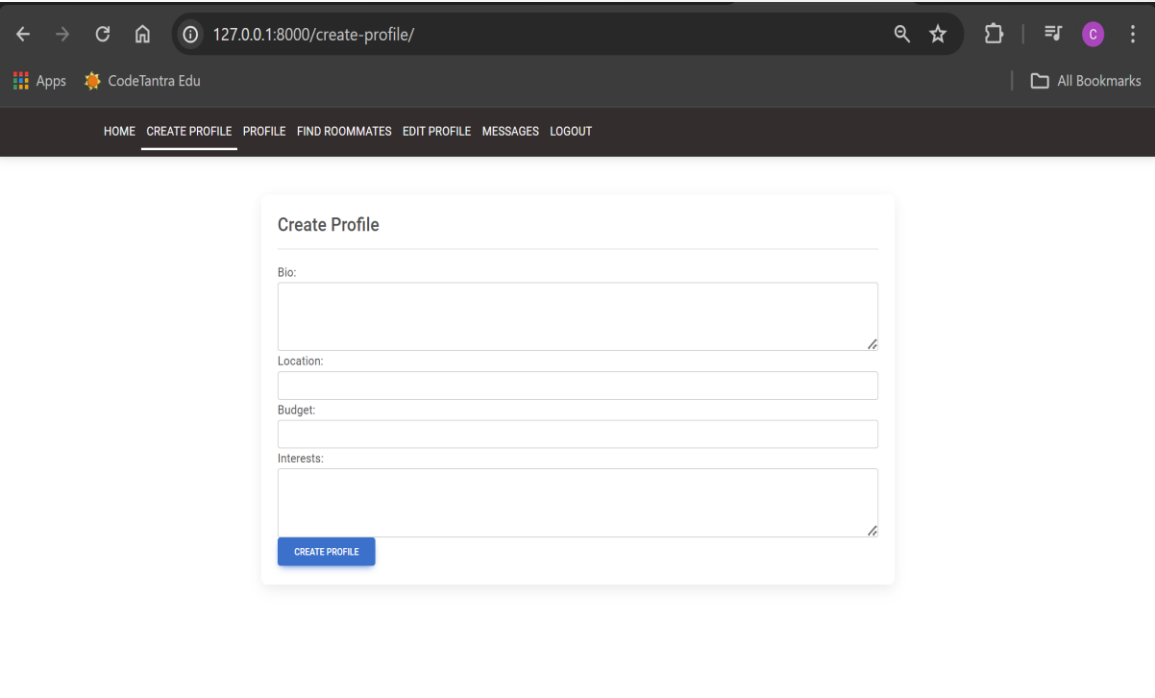 127.0.0.1:8000/create-profile/
C
Apps CodeTantra Edu All Bookmarks
HOME CREATE PROFILE PROFILE FIND ROOMMATES EDIT PROFILE MESSAGES LOGOUT
Create Profile
Bio:
Location:
Budget:
Interests:
CREATE PROFILE